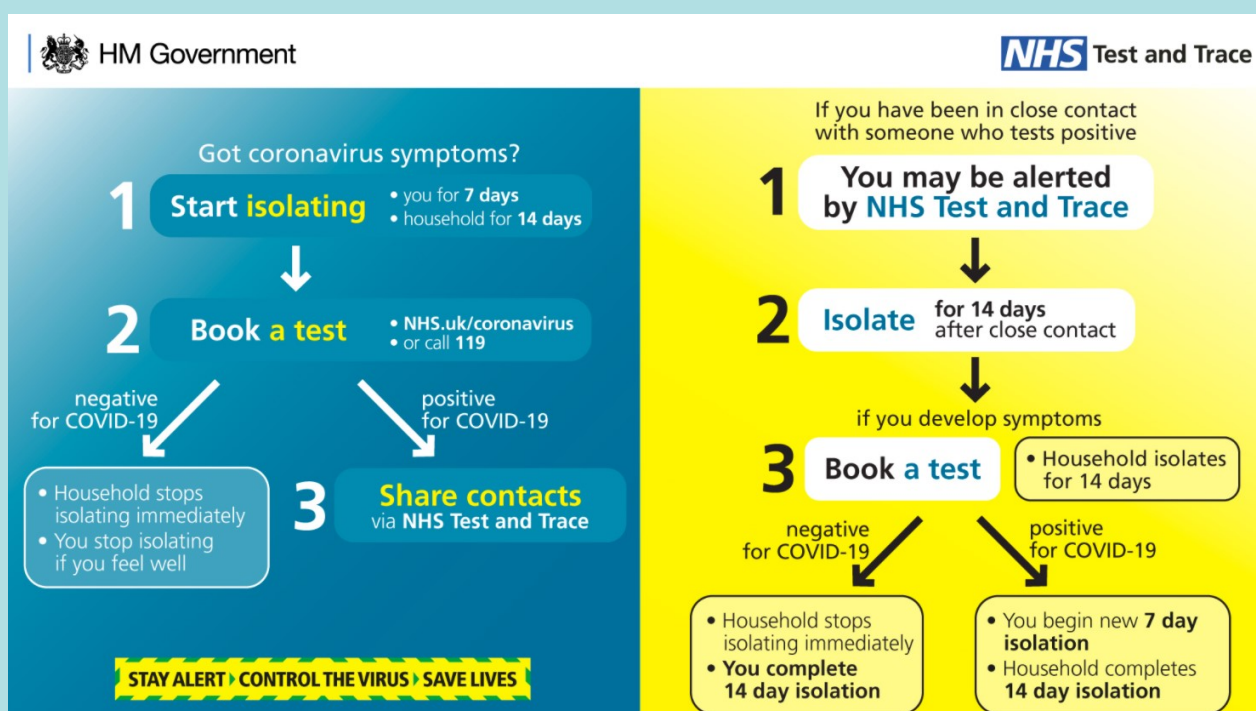 HM Government
NHS Test and Trace
Got coronavirus symptoms?
1
Start isolating
• you for 7 days
• household for 14 days
2
Book a test
• NHS.uk/coronavirus
• or call 119
negative
for COVID-19
positive
for COVID-19
• Household stops
isolating immediately
• You stop isolating
if you feel well
3
Share contacts
via NHS Test and Trace
STAY ALERT CONTROL THE VIRUS SAVE LIVES
If you have been in close contact
with someone who tests positive
1
You may be alerted
by NHS Test and Trace
2
Isolate
for 14 days
after close contact
if you develop symptoms
3
Book a test
• Household isolates
for 14 days
negative
for COVID-19
positive
for COVID-19
• Household stops
isolating immediately
• You complete
14 day isolation
• You begin new 7 day
isolation
• Household completes
14 day isolation